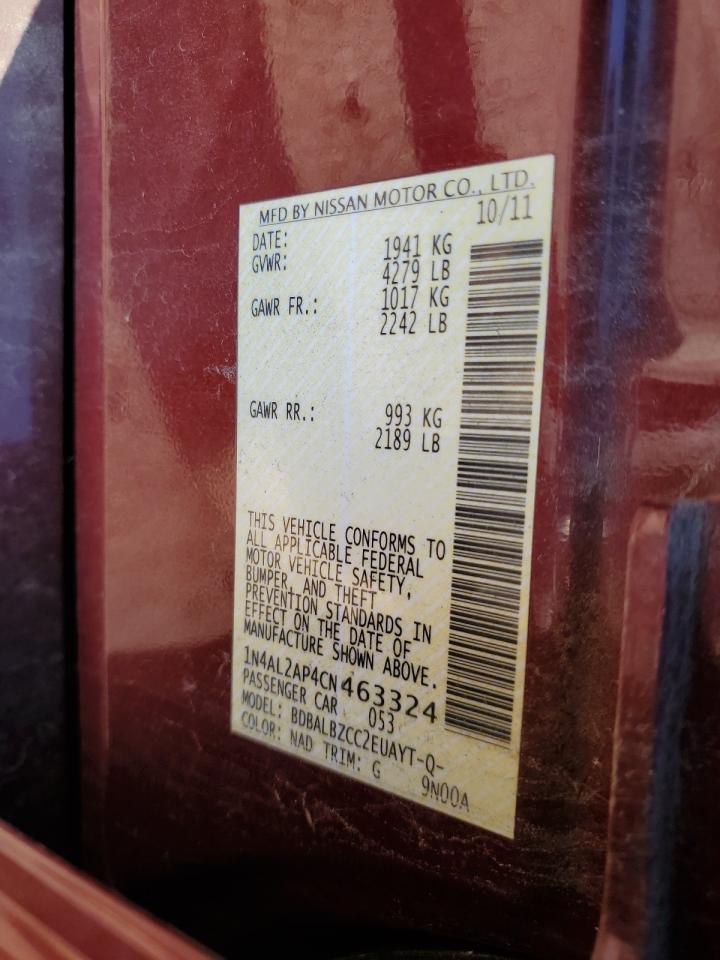 MFD BY NISSAN MOTOR CO., LTD.
DATE: 10/11
GVWR: 1941 KG
4279 LB
GAWR FR.: 1017 KG
2242 LB
GAWR RR.: 993 KG
2189 LB
THIS VEHICLE CONFORMS TO
ALL APPLICABLE FEDERAL
MOTOR VEHICLE SAFETY,
BUMPER, AND THEFT
PREVENTION STANDARDS IN
EFFECT ON THE DATE OF
MANUFACTURE SHOWN ABOVE.
1N4AL2AP4CN463324
PASSENGER CAR 053
MODEL: BDBALBZCC2EUAYT-Q-
COLOR: NAD TRIM: G 9N00A